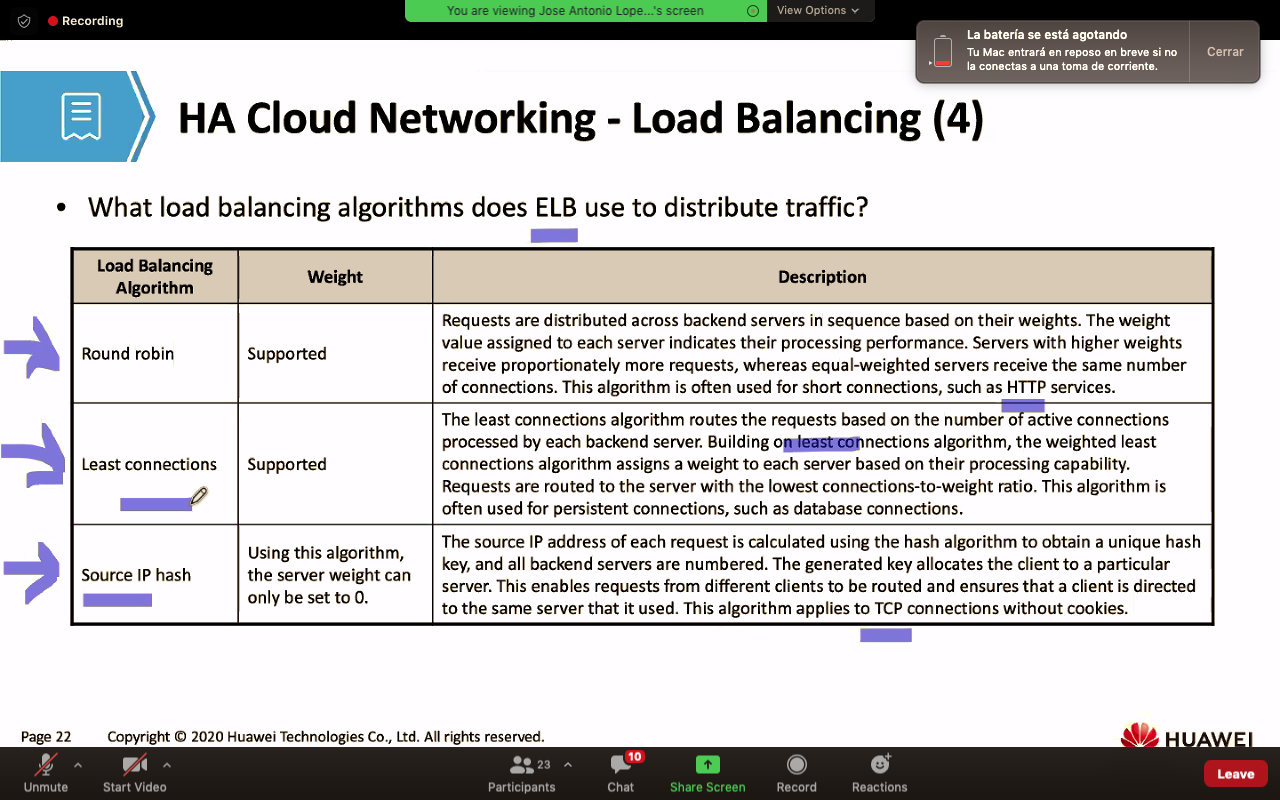 Recording
You are viewing Jose Antonio Lope...'s screen
View Options
La batería se está agotando
Tu Mac entrará en reposo en breve si no
la conectas a una toma de corriente.
Cerrar
HA Cloud Networking - Load Balancing (4)
• What load balancing algorithms does ELB use to distribute traffic?
Load Balancing
Algorithm
Weight
Description
Round robin
Supported
Requests are distributed across backend servers in sequence based on their weights. The weight
value assigned to each server indicates their processing performance. Servers with higher weights
receive proportionately more requests, whereas equal-weighted servers receive the same number
of connections. This algorithm is often used for short connections, such as HTTP services.
Least connections
Supported
The least connections algorithm routes the requests based on the number of active connections
processed by each backend server. Building on least connections algorithm, the weighted least
connections algorithm assigns a weight to each server based on their processing capability.
Requests are routed to the server with the lowest connections-to-weight ratio. This algorithm is
often used for persistent connections, such as database connections.
Source IP hash
Using this algorithm,
the server weight can
only be set to 0.
The source IP address of each request is calculated using the hash algorithm to obtain a unique hash
key, and all backend servers are numbered. The generated key allocates the client to a particular
server. This enables requests from different clients to be routed and ensures that a client is directed
to the same server that it used. This algorithm applies to TCP connections without cookies.
Page 22
Copyright © 2020 Huawei Technologies Co., Ltd. All rights reserved.
HUAWEI
Unmute
Start Video
23
Participants
10
Chat
Share Screen
Record
Reactions
Leave